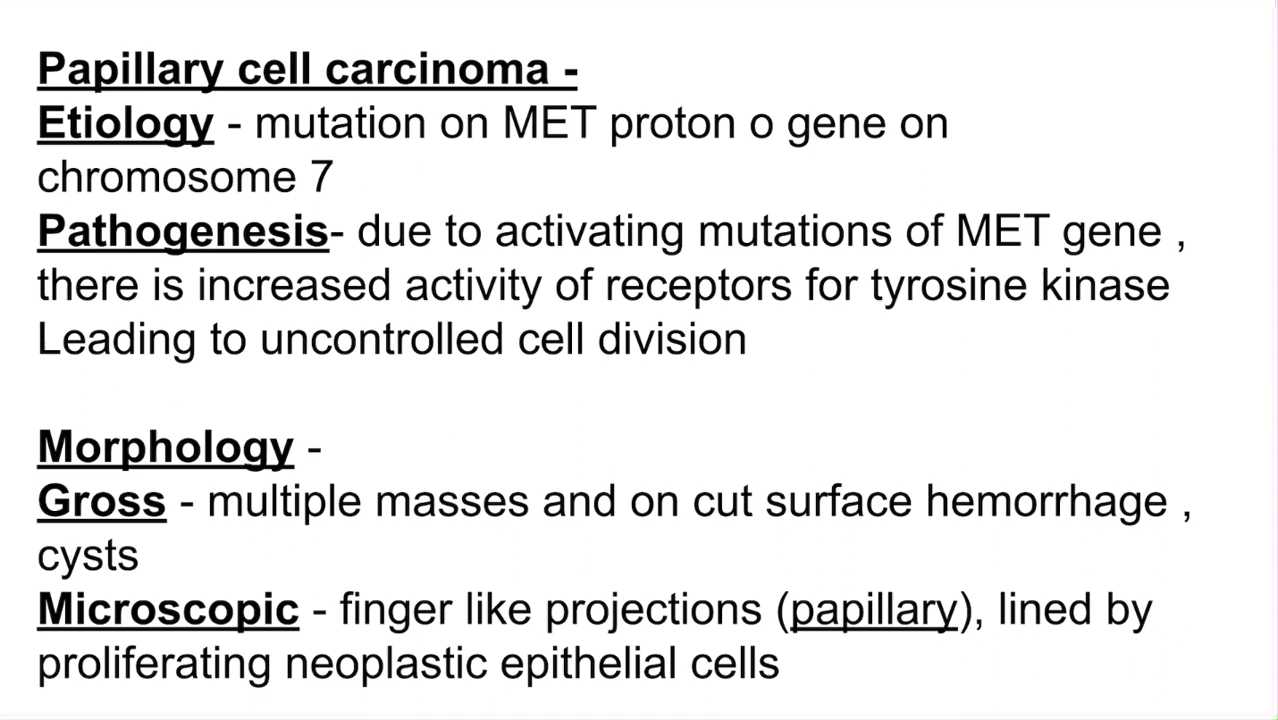 Papillary cell carcinoma -
Etiology - mutation on MET proton o gene on
chromosome 7
Pathogenesis- due to activating mutations of MET gene ,
there is increased activity of receptors for tyrosine kinase
Leading to uncontrolled cell division
Morphology -
Gross - multiple masses and on cut surface hemorrhage ,
cysts
Microscopic - finger like projections (papillary), lined by
proliferating neoplastic epithelial cells